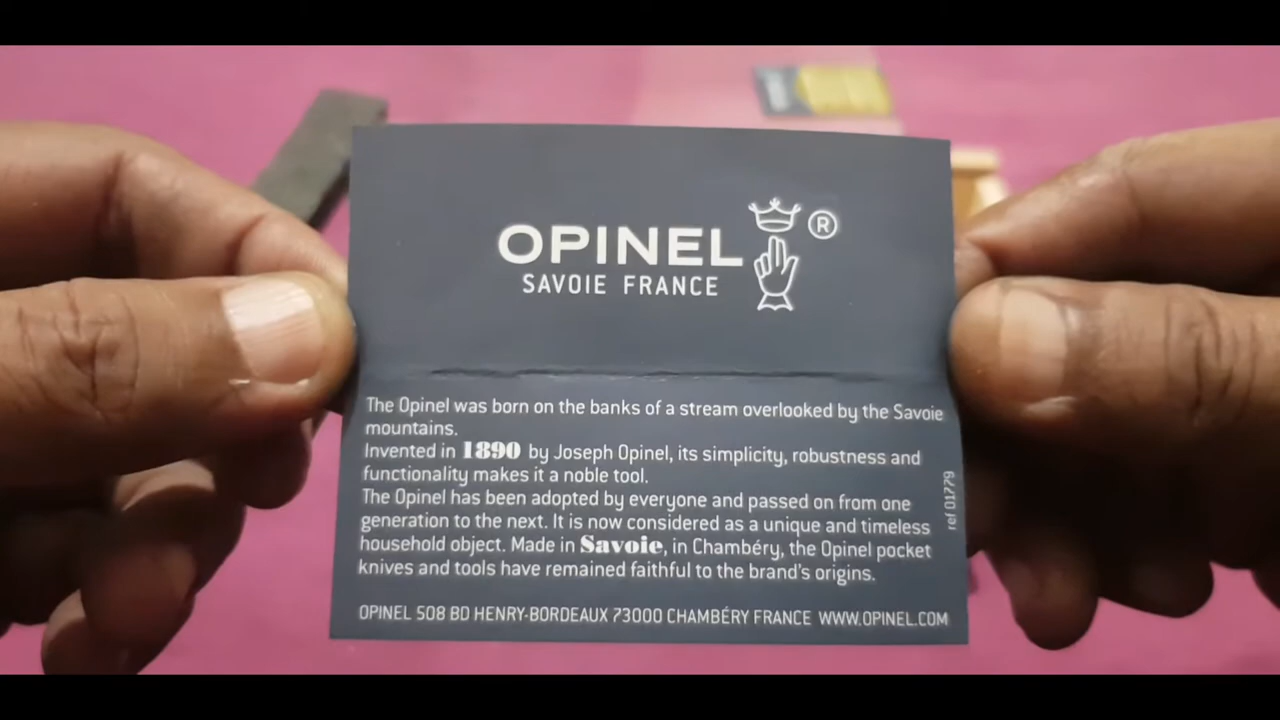 OPINEL ®
SAVOIE FRANCE
The Opinel was born on the banks of a stream overlooked by the Savoie
mountains.
Invented in 1890 by Joseph Opinel, its simplicity, robustness and
functionality makes it a noble tool.
The Opinel has been adopted by everyone and passed on from one
generation to the next. It is now considered as a unique and timeless
household object. Made in Savoie, in Chambéry, the Opinel pocket
knives and tools have remained faithful to the brand's origins.
ref 01779
OPINEL 508 BD HENRY-BORDEAUX 73000 CHAMBÉRY FRANCE WWW.OPINEL.COM